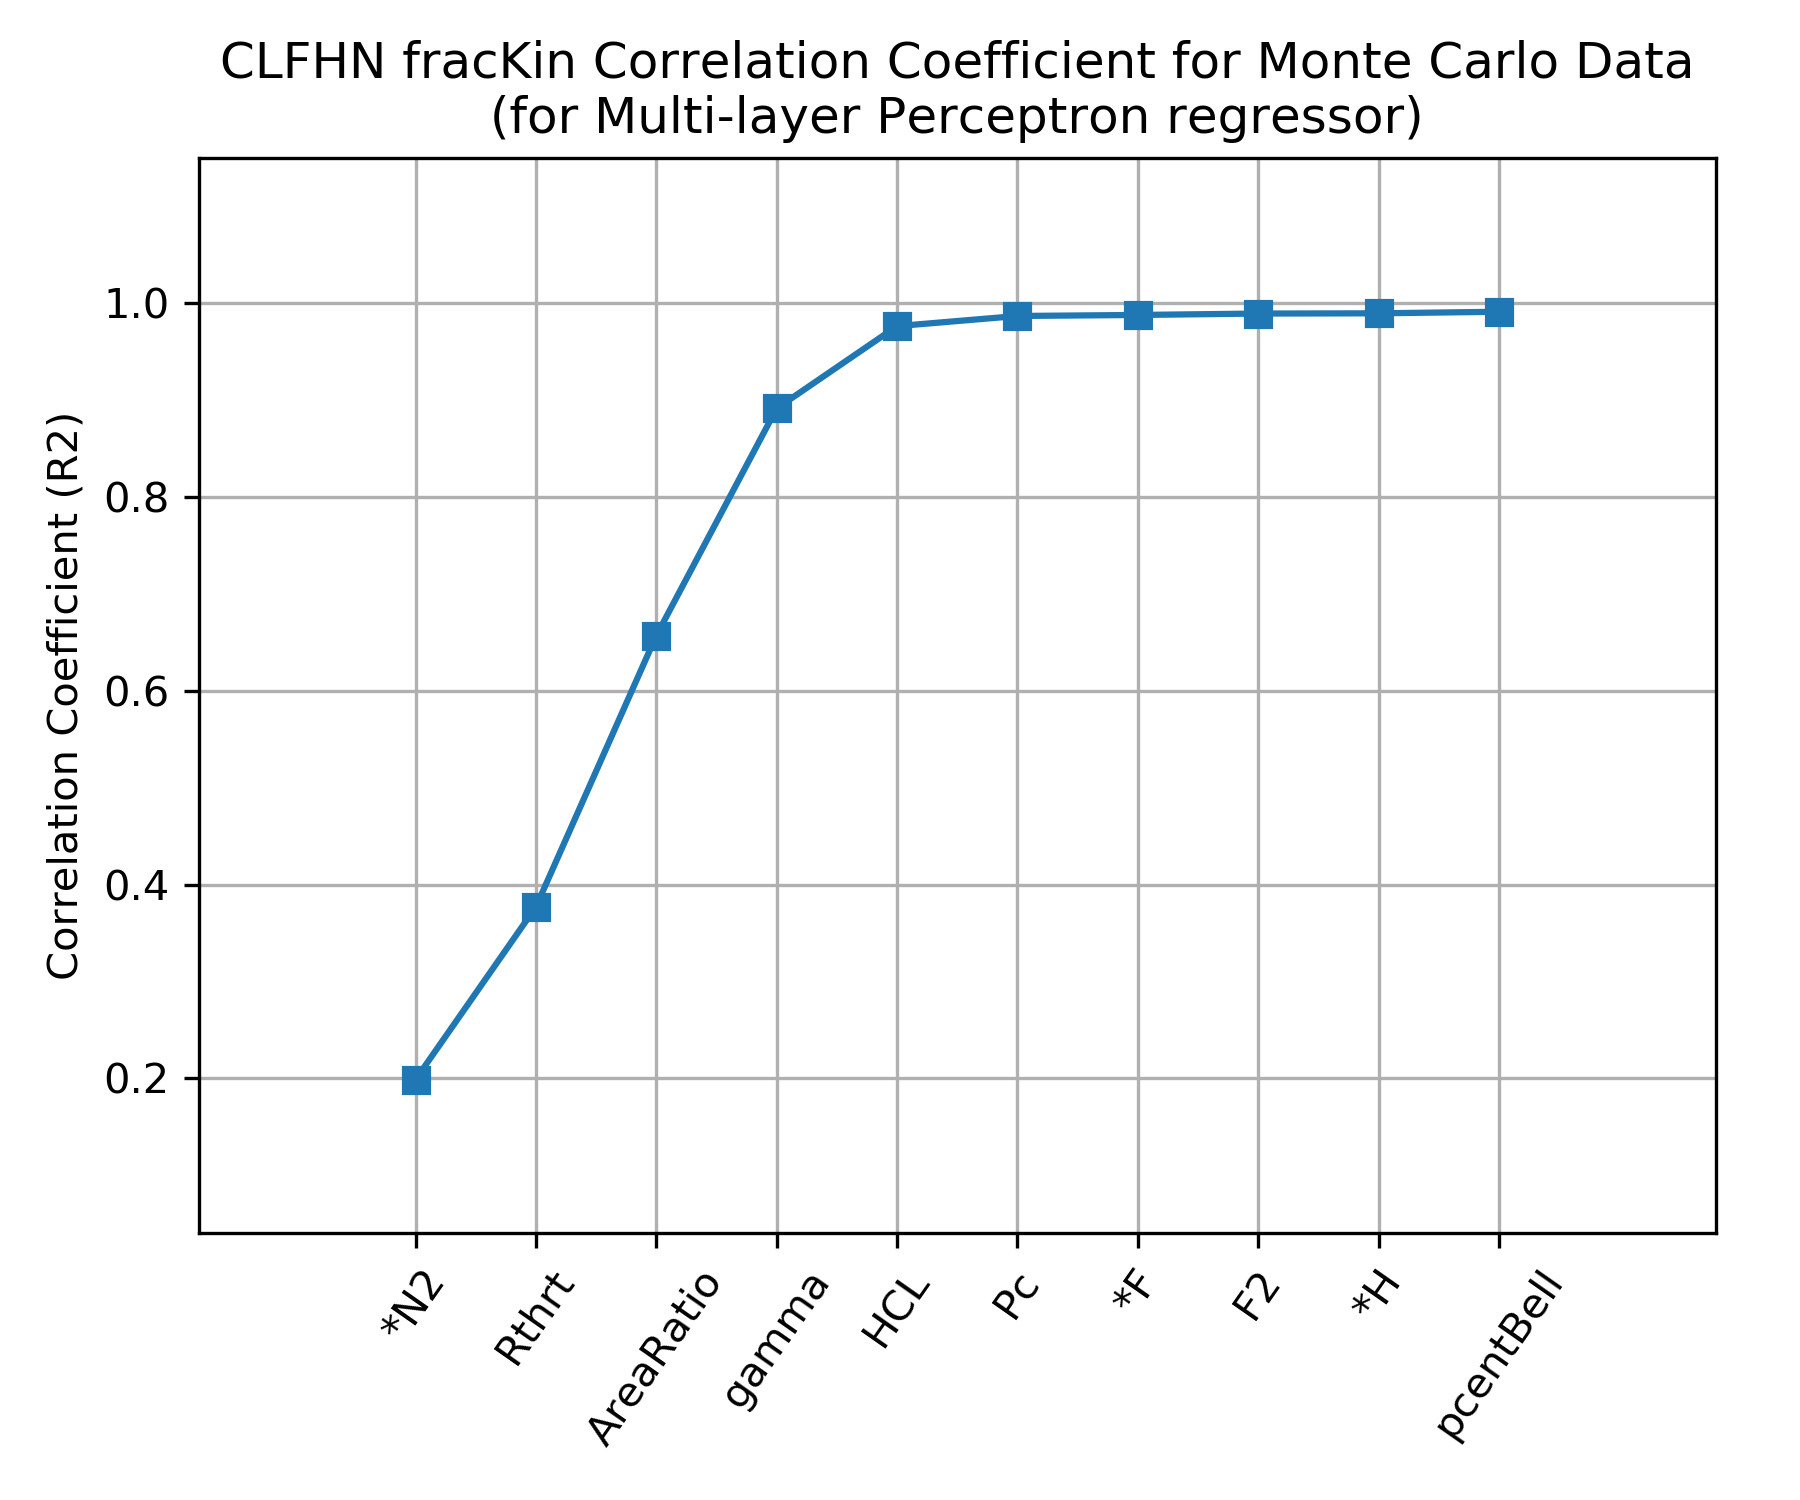 CLFHN fracKin Correlation Coefficient for Monte Carlo Data
(for Multi-layer Perceptron regressor)
Correlation Coefficient (R2)
1.0
0.8
0.6
0.4
0.2
*N2
Rthrt
AreaRatio
gamma
HCL
Pc
*F
F2
*H
pcentBell